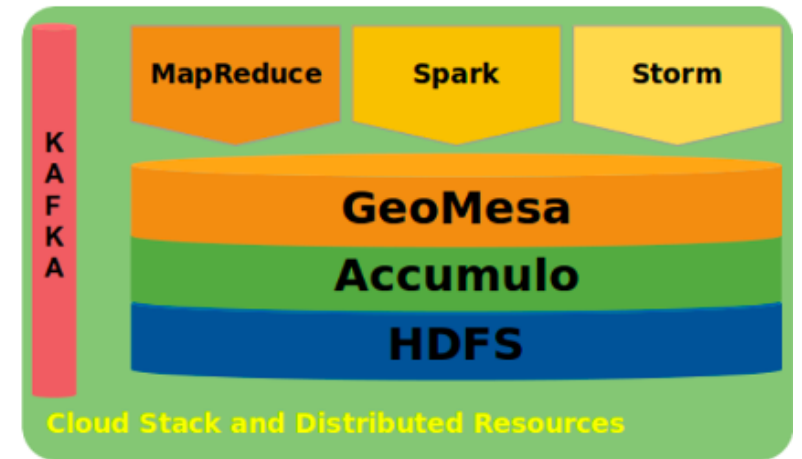 MapReduce
Spark
Storm
KAFKA
GeoMesa
Accumulo
HDFS
Cloud Stack and Distributed Resources